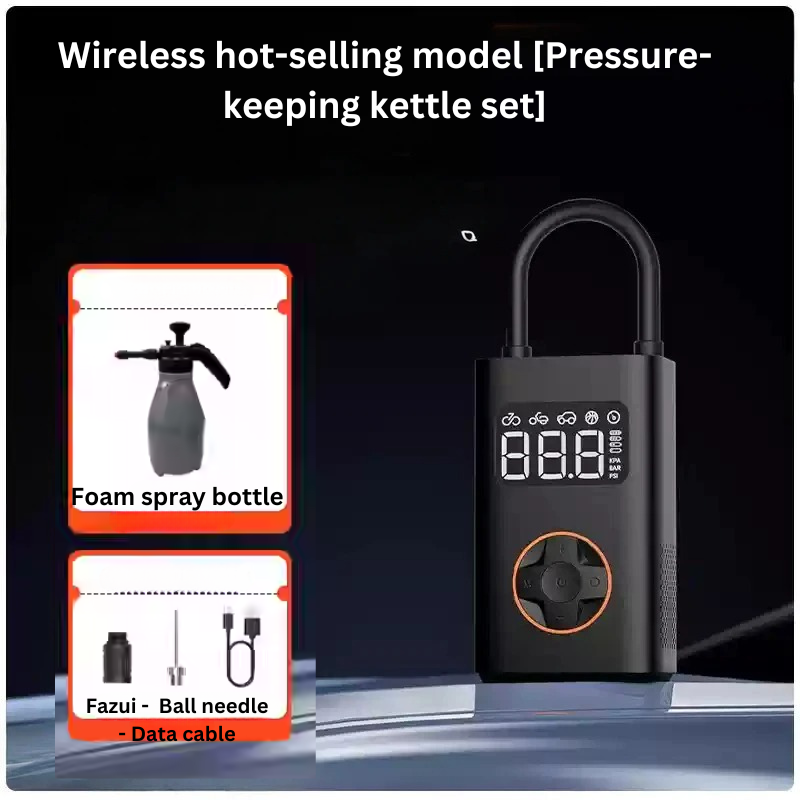 Wireless hot-selling model [Pressure-
keeping kettle set]
88.8
KPA
BAR
PSI
M
Foam spray bottle
Fazui - Ball needle
- Data cable